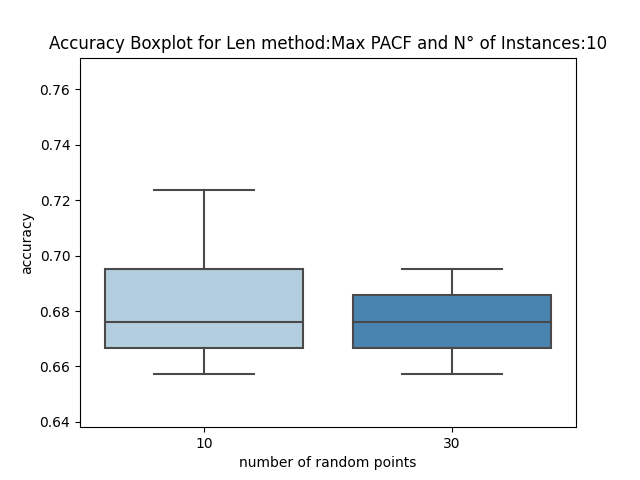 Accuracy Boxplot for Len method:Max PACF and N° of Instances:10
accuracy
0.76
0.74
0.72
0.70
0.68
0.66
0.64
10 30
number of random points